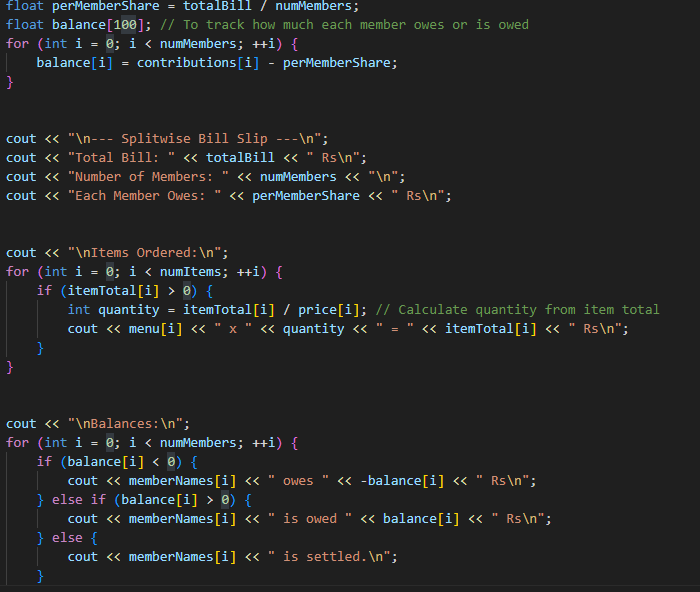 float perMemberShare = totalBill / numMembers;
float balance[100]; // To track how much each member owes or is owed
for (int i = 0; i < numMembers; ++i) {
    balance[i] = contributions[i] - perMemberShare;
}
cout << "\n--- Splitwise Bill Slip ---\n";
cout << "Total Bill: " << totalBill << " Rs\n";
cout << "Number of Members: " << numMembers << "\n";
cout << "Each Member Owes: " << perMemberShare << " Rs\n";
cout << "\nItems Ordered:\n";
for (int i = 0; i < numItems; ++i) {
    if (itemTotal[i] > 0) {
        int quantity = itemTotal[i] / price[i]; // Calculate quantity from item total
        cout << menu[i] << " x " << quantity << " = " << itemTotal[i] << " Rs\n";
    }
}
cout << "\nBalances:\n";
for (int i = 0; i < numMembers; ++i) {
    if (balance[i] < 0) {
        cout << memberNames[i] << " owes " << -balance[i] << " Rs\n";
    } else if (balance[i] > 0) {
        cout << memberNames[i] << " is owed " << balance[i] << " Rs\n";
    } else {
        cout << memberNames[i] << " is settled.\n";
    }